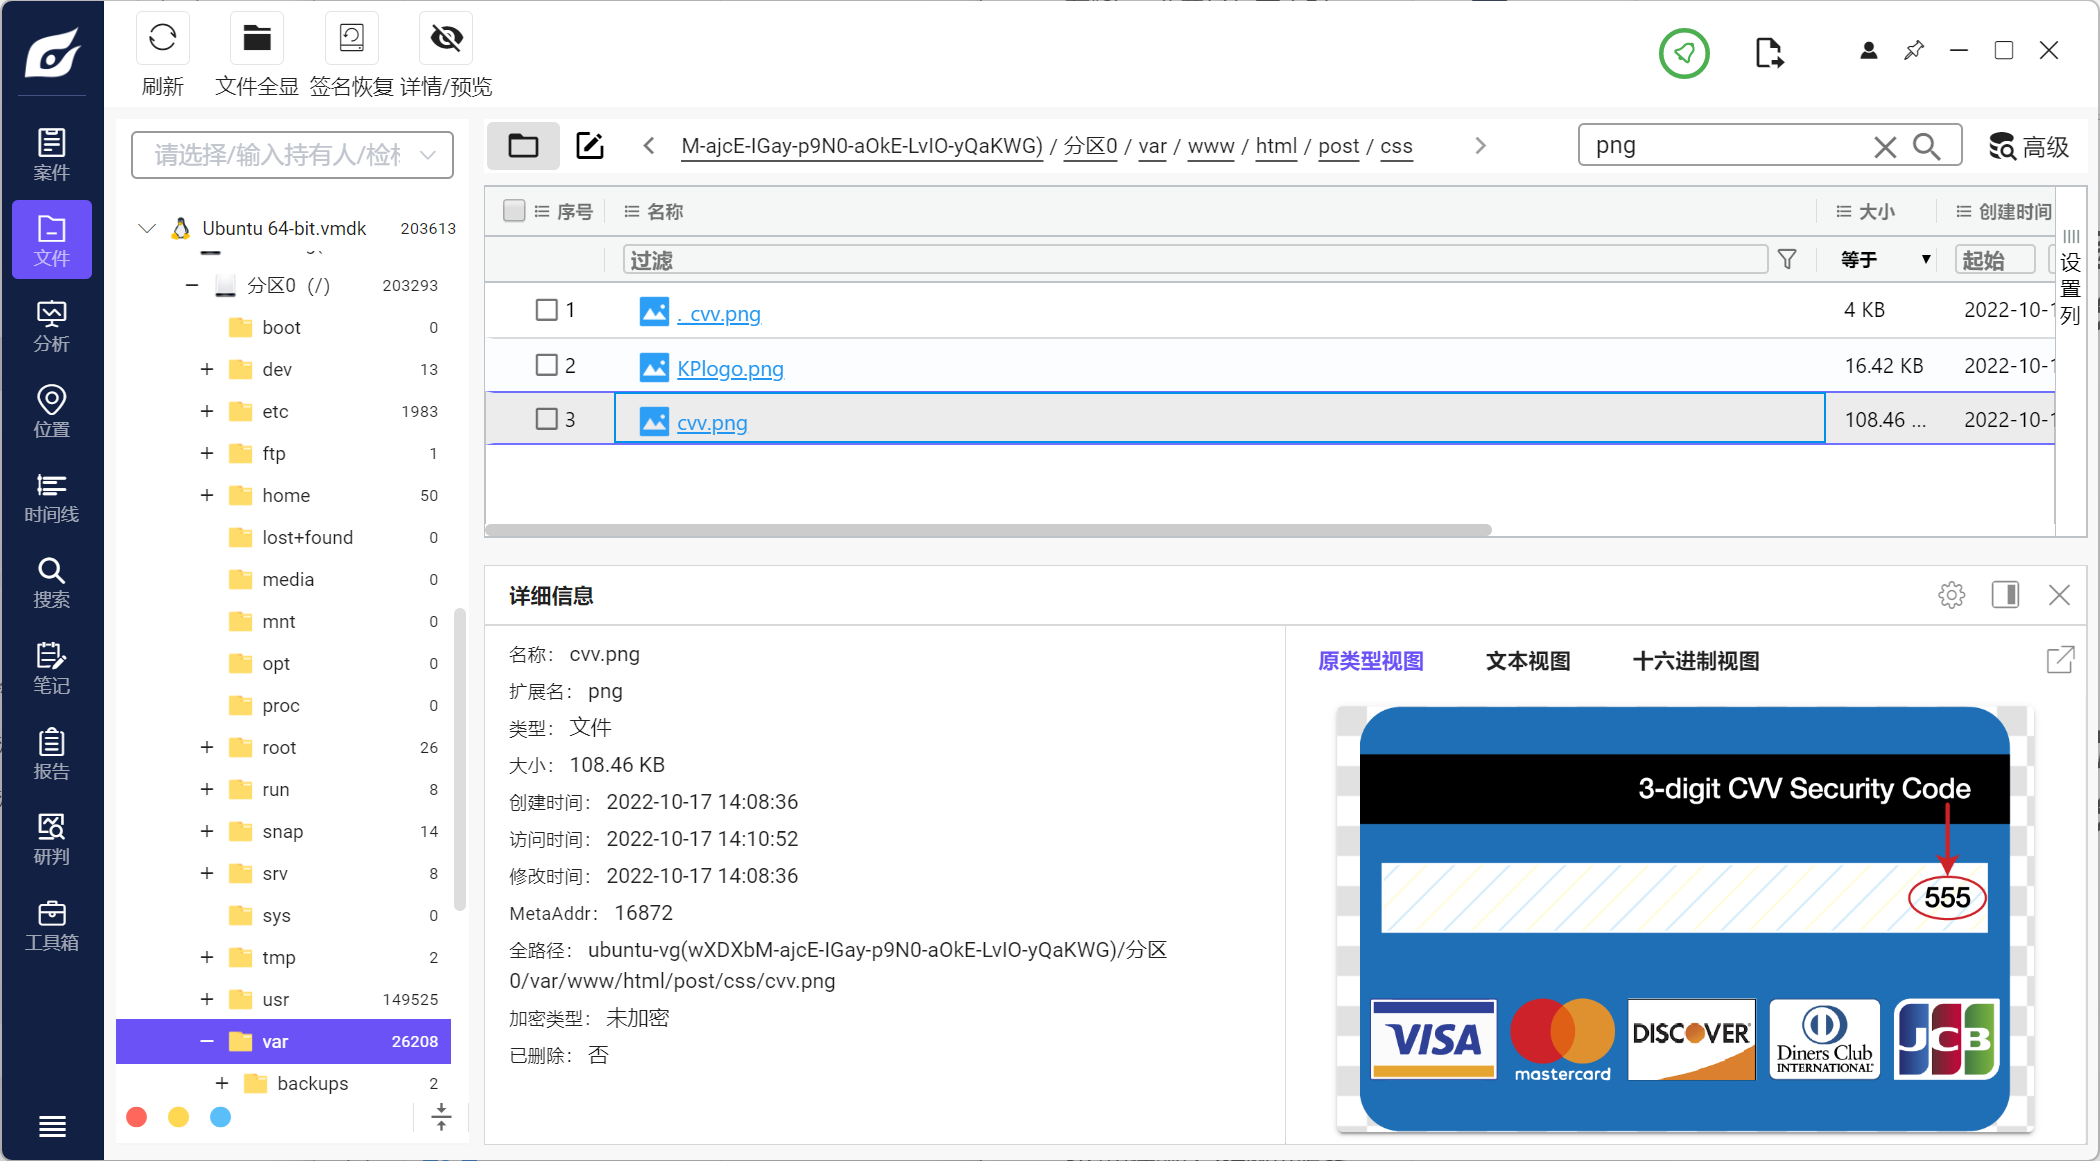 刷新
文件全显
签名恢复
详情/预览
案件
文件
分析
位置
时间线
搜索
笔记
报告
研判
工具箱
请选择/输入持有人/检材
Ubuntu 64-bit.vmdk 203613
分区0 (/) 203293
boot 0
dev 13
etc 1983
ftp 1
home 50
lost+found 0
media 0
mnt 0
opt 0
proc 0
root 26
run 8
snap 14
srv 8
sys 0
tmp 2
usr 149525
var 26208
backups 2
M-ajcE-IGay-p9N0-aOkE-LvIO-yQaKWG) / 分区0 / var / www / html / post / css
png
高级
序号 名称 大小 创建时间
过滤 等于 起始
设置列
1 ._cvv.png 4 KB 2022-10-1
2 KPlogo.png 16.42 KB 2022-10-1
3 cvv.png 108.46 ... 2022-10-1
详细信息
名称： cvv.png
扩展名： png
类型： 文件
大小： 108.46 KB
创建时间： 2022-10-17 14:08:36
访问时间： 2022-10-17 14:10:52
修改时间： 2022-10-17 14:08:36
MetaAddr： 16872
全路径： ubuntu-vg(wXDXbM-ajcE-IGay-p9N0-aOkE-LvIO-yQaKWG)/分区
0/var/www/html/post/css/cvv.png
加密类型： 未加密
已删除： 否
原类型视图 文本视图 十六进制视图
3-digit CVV Security Code
555
VISA
mastercard
DISCOVER
Diners Club
INTERNATIONAL
JCB